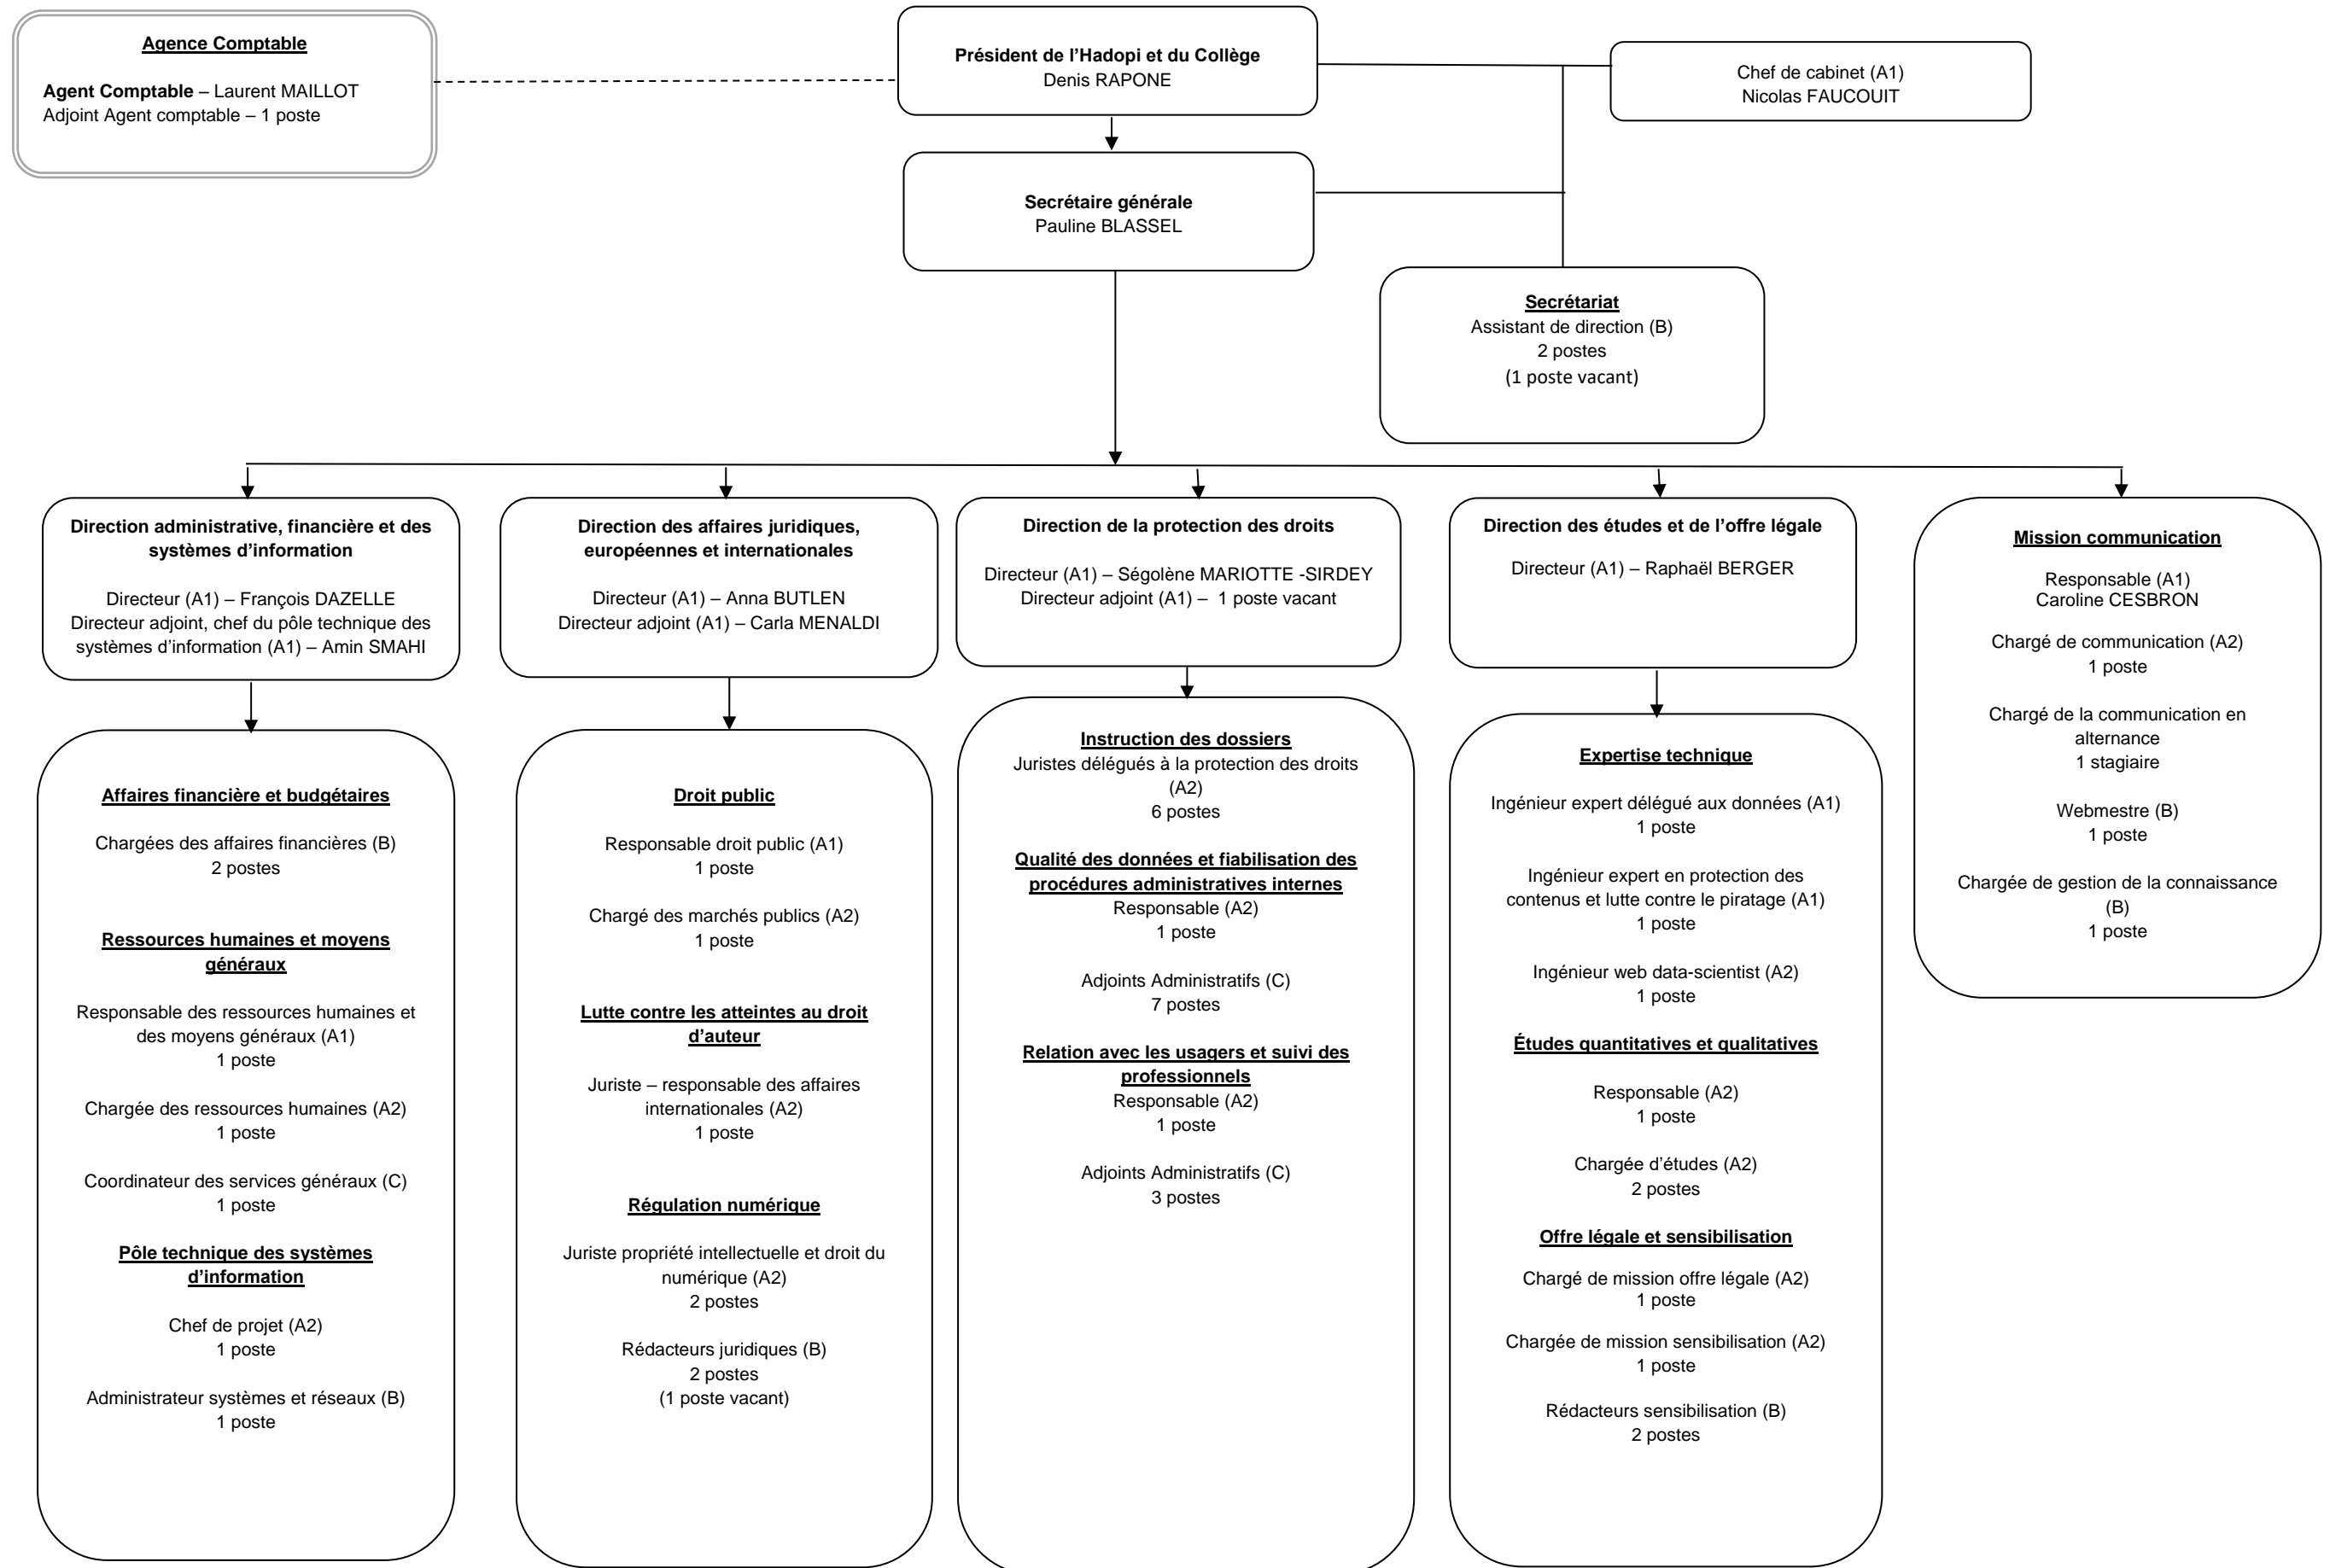 Agence Comptable
Agent Comptable – Laurent MAILLOT
Adjoint Agent comptable – 1 poste
Président de l’Hadopi et du Collège
Denis RAPONE
Chef de cabinet (A1)
Nicolas FAUCOUIT
Secrétaire générale
Pauline BLASSEL
Secrétariat
Assistant de direction (B)
2 postes
(1 poste vacant)
Direction administrative, financière et des
systèmes d’information
Directeur (A1) – François DAZELLE
Directeur adjoint, chef du pôle technique des
systèmes d’information (A1) – Amin SMAHI
Direction des affaires juridiques,
européennes et internationales
Directeur (A1) – Anna BUTLEN
Directeur adjoint (A1) – Carla MENALDI
Direction de la protection des droits
Directeur (A1) – Ségolène MARIOTTE -SIRDEY
Directeur adjoint (A1) – 1 poste vacant
Direction des études et de l’offre légale
Directeur (A1) – Raphaël BERGER
Mission communication
Responsable (A1)
Caroline CESBRON
Chargé de communication (A2)
1 poste
Chargé de la communication en
alternance
1 stagiaire
Webmestre (B)
1 poste
Chargée de gestion de la connaissance
(B)
1 poste
Affaires financière et budgétaires
Chargées des affaires financières (B)
2 postes
Ressources humaines et moyens
généraux
Responsable des ressources humaines et
des moyens généraux (A1)
1 poste
Chargée des ressources humaines (A2)
1 poste
Coordinateur des services généraux (C)
1 poste
Pôle technique des systèmes
d’information
Chef de projet (A2)
1 poste
Administrateur systèmes et réseaux (B)
1 poste
Droit public
Responsable droit public (A1)
1 poste
Chargé des marchés publics (A2)
1 poste
Lutte contre les atteintes au droit
d’auteur
Juriste – responsable des affaires
internationales (A2)
1 poste
Régulation numérique
Juriste propriété intellectuelle et droit du
numérique (A2)
2 postes
Rédacteurs juridiques (B)
2 postes
(1 poste vacant)
Instruction des dossiers
Juristes délégués à la protection des droits
(A2)
6 postes
Qualité des données et fiabilisation des
procédures administratives internes
Responsable (A2)
1 poste
Adjoints Administratifs (C)
7 postes
Relation avec les usagers et suivi des
professionnels
Responsable (A2)
1 poste
Adjoints Administratifs (C)
3 postes
Expertise technique
Ingénieur expert délégué aux données (A1)
1 poste
Ingénieur expert en protection des
contenus et lutte contre le piratage (A1)
1 poste
Ingénieur web data-scientist (A2)
1 poste
Études quantitatives et qualitatives
Responsable (A2)
1 poste
Chargée d’études (A2)
2 postes
Offre légale et sensibilisation
Chargé de mission offre légale (A2)
1 poste
Chargée de mission sensibilisation (A2)
1 poste
Rédacteurs sensibilisation (B)
2 postes